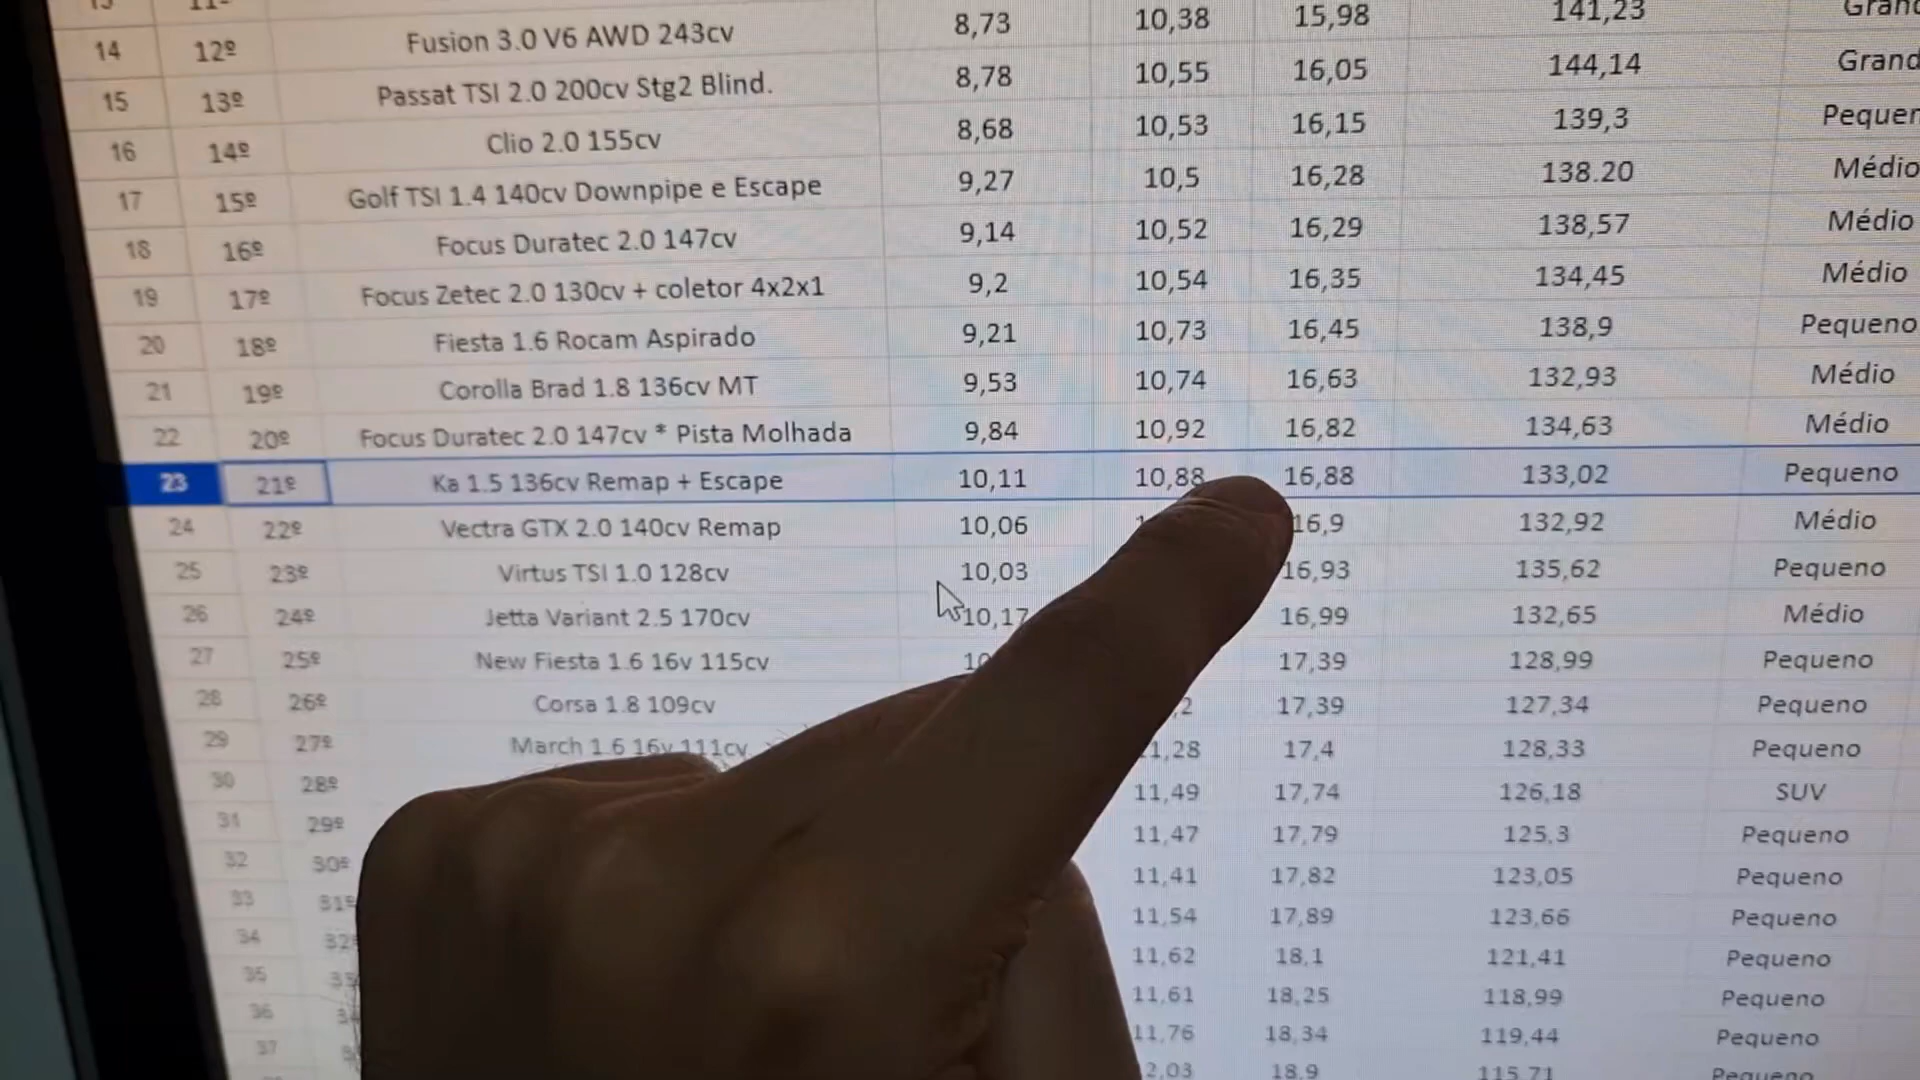 14 12º Fusion 3.0 V6 AWD 243cv 8,73 10,38 15,98 141,23
15 13º Passat TSI 2.0 200cv Stg2 Blind. 8,78 10,55 16,05 144,14
16 14º Clio 2.0 155cv 8,68 10,53 16,15 139,3
17 15º Golf TSI 1.4 140cv Downpipe e Escape 9,27 10,5 16,28 138.20 Médio
18 16º Focus Duratec 2.0 147cv 9,14 10,52 16,29 138,57 Médio
19 17º Focus Zetec 2.0 130cv + coletor 4x2x1 9,2 10,54 16,35 134,45 Médio
20 18º Fiesta 1.6 Rocam Aspirado 9,21 10,73 16,45 138,9 Pequeno
21 19º Corolla Brad 1.8 136cv MT 9,53 10,74 16,63 132,93 Médio
22 20º Focus Duratec 2.0 147cv * Pista Molhada 9,84 10,92 16,82 134,63 Médio
23 21º Ka 1.5 136cv Remap + Escape 10,11 10,88 16,88 133,02 Pequeno
24 22º Vectra GTX 2.0 140cv Remap 10,06 16,9 132,92 Médio
25 23º Virtus TSI 1.0 128cv 10,03 16,93 135,62 Pequeno
26 24º Jetta Variant 2.5 170cv 10,17 16,99 132,65 Médio
27 25º New Fiesta 1.6 16v 115cv 17,39 128,99 Pequeno
28 26º Corsa 1.8 109cv 17,39 127,34 Pequeno
29 27º March 1.6 16v 111cv 17,4 128,33 Pequeno
30 28º 11,49 17,74 126,18 SUV
31 29º 11,47 17,79 125,3 Pequeno
32 30º 11,41 17,82 123,05 Pequeno
33 31º 11,54 17,89 123,66 Pequeno
34 11,62 18,1 121,41 Pequeno
35 11,61 18,25 118,99 Pequeno
36 11,76 18,34 119,44 Pequeno
37 18,9 115,71